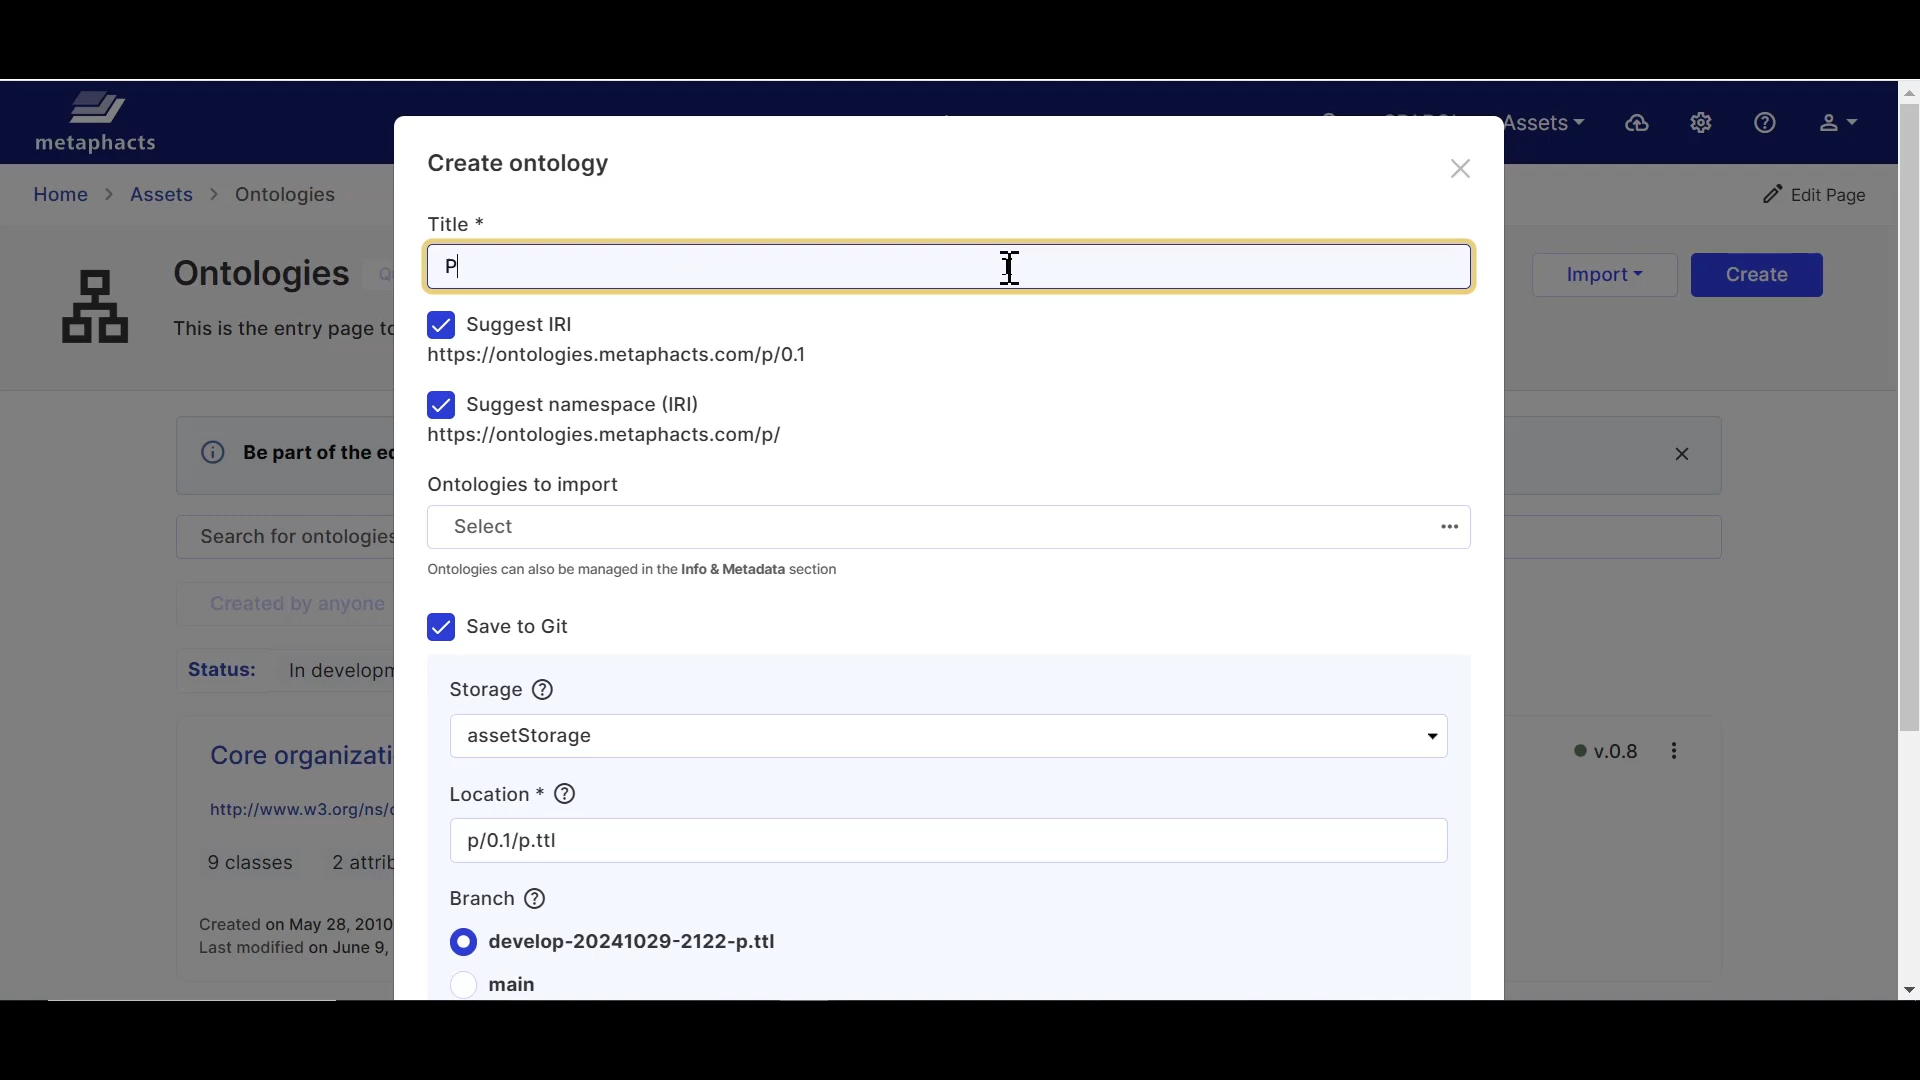 metaphacts
Assets
Home > Assets > Ontologies
Edit Page
Create ontology
Title *
P
Ontologies
Import
Create
This is the entry page to
Suggest IRI
https://ontologies.metaphacts.com/p/0.1
Suggest namespace (IRI)
https://ontologies.metaphacts.com/p/
Be part of the
Ontologies to import
Select
Search for ontologies
Ontologies can also be managed in the Info & Metadata section
Created by anyone
Save to Git
Status:
In developm
Storage
assetStorage
Core organizati
v.0.8
Location *
http://www.w3.org/ns/
p/0.1/p.ttl
9 classes
2 attrib
Branch
Created on May 28, 2010
Last modified on June 9,
develop-20241029-2122-p.ttl
main